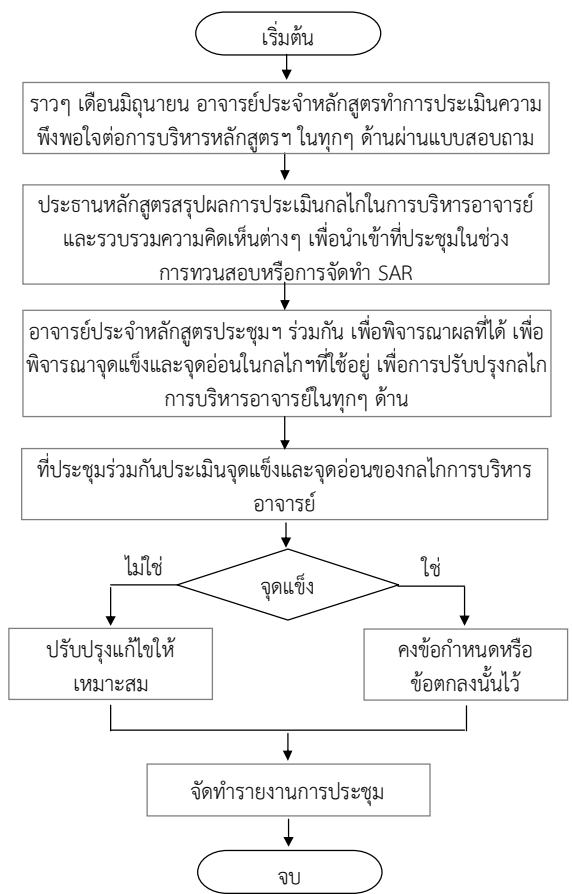 เริ่มต้น
ราวๆ เดือนมิถุนายน อาจารย์ประจำหลักสูตรทำการประเมินความ
พึงพอใจต่อการบริหารหลักสูตรฯ ในทุกๆ ด้านผ่านแบบสอบถาม
ประธานหลักสูตรสรุปผลการประเมินกลไกในการบริหารอาจารย์
และรวบรวมความคิดเห็นต่างๆ เพื่อนำเข้าที่ประชุมในช่วง
การทวนสอบหรือการจัดทำ SAR
อาจารย์ประจำหลักสูตรประชุมฯ ร่วมกัน เพื่อพิจารณาผลที่ได้ เพื่อ
พิจารณาจุดแข็งและจุดอ่อนในกลไกฯที่ใช้อยู่ เพื่อการปรับปรุงกลไก
การบริหารอาจารย์ในทุกๆ ด้าน
ที่ประชุมร่วมกันประเมินจุดแข็งและจุดอ่อนของกลไกการบริหาร
อาจารย์
ไม่ใช่
ใช่
จุดแข็ง
ปรับปรุงแก้ไขให้
เหมาะสม
คงข้อกำหนดหรือ
ข้อตกลงนั้นไว้
จัดทำรายงานการประชุม
จบ